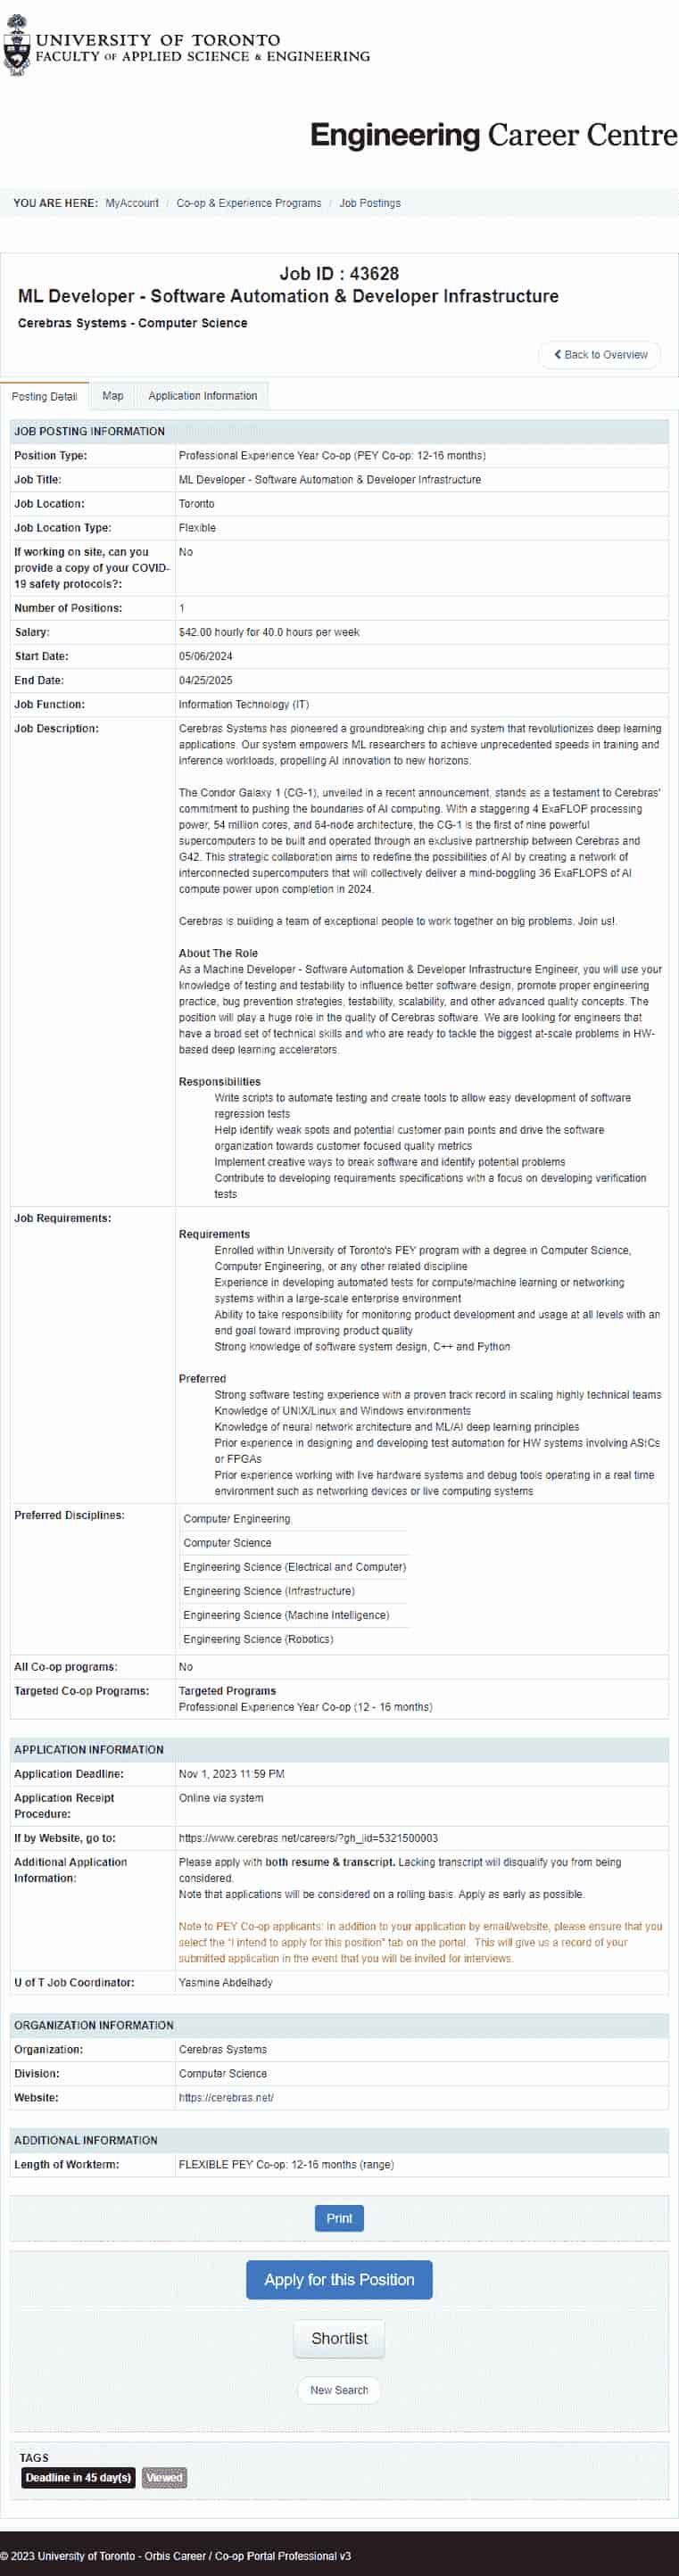 UNIVERSITY OF TORONTO
FACULTY OF APPLIED SCIENCE & ENGINEERING
Engineering Career Centre
YOU ARE HERE: MyAccount / Co-op & Experience Programs / Job Postings
Job ID : 43628
ML Developer - Software Automation & Developer Infrastructure
Cerebras Systems - Computer Science
Back to Overview
Posting Detail Map Application Information
JOB POSTING INFORMATION
Position Type: Professional Experience Year Co-op (PEY Co-op: 12-16 months)
Job Title: ML Developer - Software Automation & Developer Infrastructure
Job Location: Toronto
Job Location Type: Flexible
If working on site, can you No
provide a copy of your COVID-
19 safety protocols?:
Number of Positions: 1
Salary: $42.00 hourly for 40.0 hours per week
Start Date: 05/06/2024
End Date: 04/25/2025
Job Function: Information Technology (IT)
Job Description: Cerebras Systems has pioneered a groundbreaking chip and system that revolutionizes deep learning
applications. Our system empowers ML researchers to achieve unprecedented speeds in training and
inference workloads, propelling AI innovation to new horizons.
The Condor Galaxy 1 (CG-1), unveiled in a recent announcement, stands as a testament to Cerebras'
commitment to pushing the boundaries of AI computing. With a staggering 4 ExaFLOP processing
power, 54 million cores, and 64-node architecture, the CG-1 is the first of nine powerful
supercomputers to be built and operated through an exclusive partnership between Cerebras and
G42. This strategic collaboration aims to redefine the possibilities of AI by creating a network of
interconnected supercomputers that will collectively deliver a mind-boggling 36 ExaFLOPS of AI
compute power upon completion in 2024.
Cerebras is building a team of exceptional people to work together on big problems. Join us!.
About The Role
As a Machine Developer - Software Automation & Developer Infrastructure Engineer, you will use your
knowledge of testing and testability to influence better software design, promote proper engineering
practice, bug prevention strategies, testability, scalability, and other advanced quality concepts. The
position will play a huge role in the quality of Cerebras software. We are looking for engineers that
have a broad set of technical skills and who are ready to tackle the biggest at-scale problems in HW-
based deep learning accelerators.
Responsibilities
Write scripts to automate testing and create tools to allow easy development of software
regression tests
Help identify weak spots and potential customer pain points and drive the software
organization towards customer focused quality metrics
Implement creative ways to break software and identify potential problems
Contribute to developing requirements specifications with a focus on developing verification
tests
Job Requirements:
Requirements
Enrolled within University of Toronto's PEY program with a degree in Computer Science,
Computer Engineering, or any other related discipline
Experience in developing automated tests for compute/machine learning or networking
systems within a large-scale enterprise environment
Ability to take responsibility for monitoring product development and usage at all levels with an
end goal toward improving product quality
Strong knowledge of software system design, C++ and Python
Preferred
Strong software testing experience with a proven track record in scaling highly technical teams
Knowledge of UNIX/Linux and Windows environments
Knowledge of neural network architecture and ML/AI deep learning principles
Prior experience in designing and developing test automation for HW systems involving ASICs
or FPGAs
Prior experience working with live hardware systems and debug tools operating in a real time
environment such as networking devices or live computing systems
Preferred Disciplines: Computer Engineering
Computer Science
Engineering Science (Electrical and Computer)
Engineering Science (Infrastructure)
Engineering Science (Machine Intelligence)
Engineering Science (Robotics)
All Co-op programs: No
Targeted Co-op Programs: Targeted Programs
Professional Experience Year Co-op (12 - 16 months)
APPLICATION INFORMATION
Application Deadline: Nov 1, 2023 11:59 PM
Application Receipt Online via system
Procedure:
If by Website, go to: https://www.cerebras.net/careers/?gh_jid=5321500003
Additional Application Please apply with both resume & transcript. Lacking transcript will disqualify you from being
Information: considered.
Note that applications will be considered on a rolling basis. Apply as early as possible.
Note to PEY Co-op applicants: In addition to your application by email/website, please ensure that you
select the "I intend to apply for this position" tab on the portal. This will give us a record of your
submitted application in the event that you will be invited for interviews.
U of T Job Coordinator: Yasmine Abdelhady
ORGANIZATION INFORMATION
Organization: Cerebras Systems
Division: Computer Science
Website: https://cerebras.net/
ADDITIONAL INFORMATION
Length of Workterm: FLEXIBLE PEY Co-op: 12-16 months (range)
Print
Apply for this Position
Shortlist
New Search
TAGS
Deadline in 45 day(s) Viewed
© 2023 University of Toronto - Orbis Career / Co-op Portal Professional v3